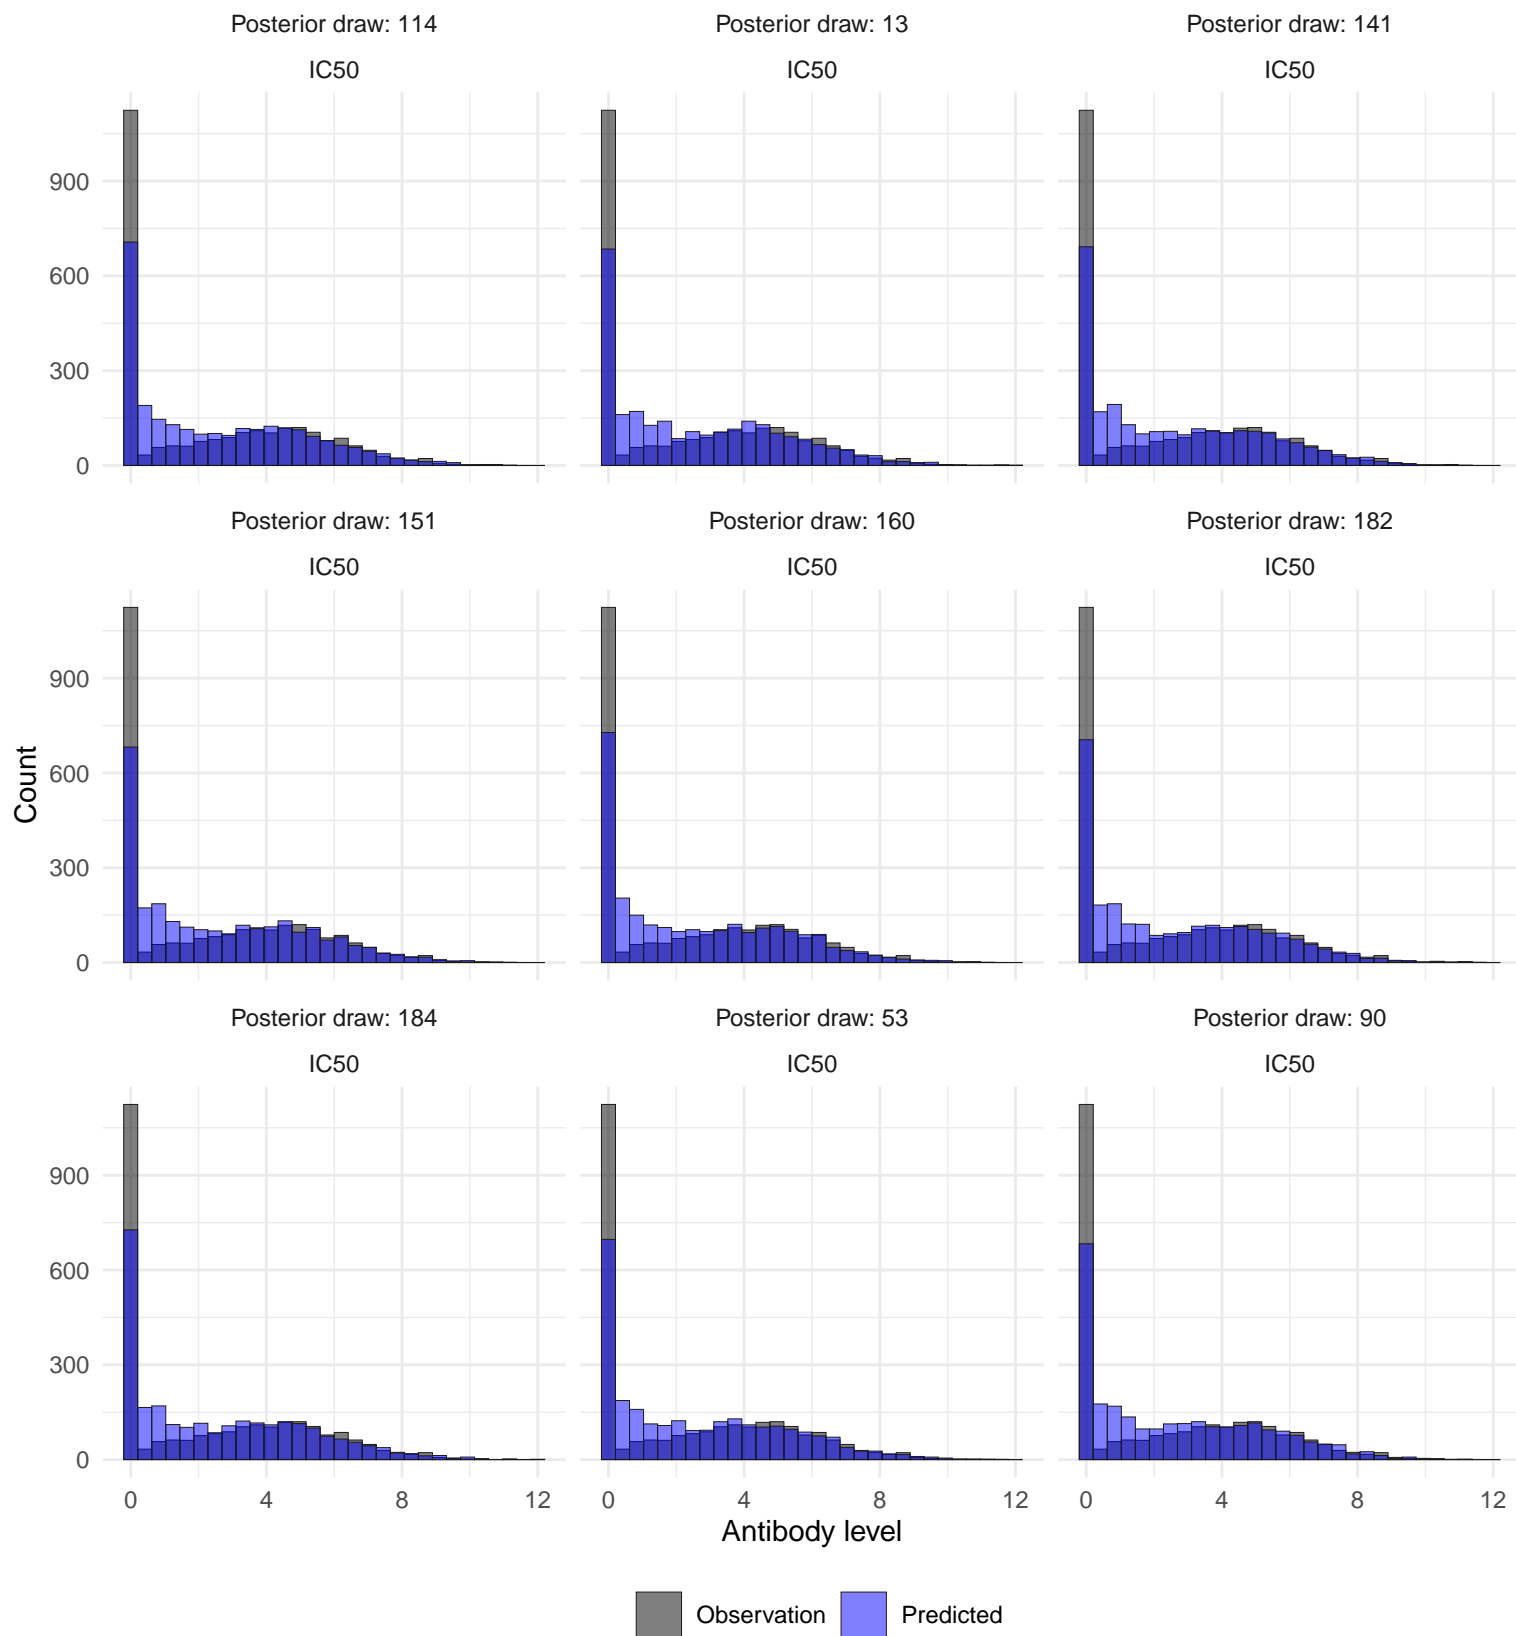 Posterior draw: 114
Posterior draw: 13
Posterior draw: 141
IC50
IC50
IC50
900
600
300
0
Posterior draw: 151
Posterior draw: 160
Posterior draw: 182
IC50
IC50
IC50
900
600
300
0
Count
Posterior draw: 184
Posterior draw: 53
Posterior draw: 90
IC50
IC50
IC50
900
600
300
0
0 4 8 12
0 4 8 12
0 4 8 12
Antibody level
Observation
Predicted